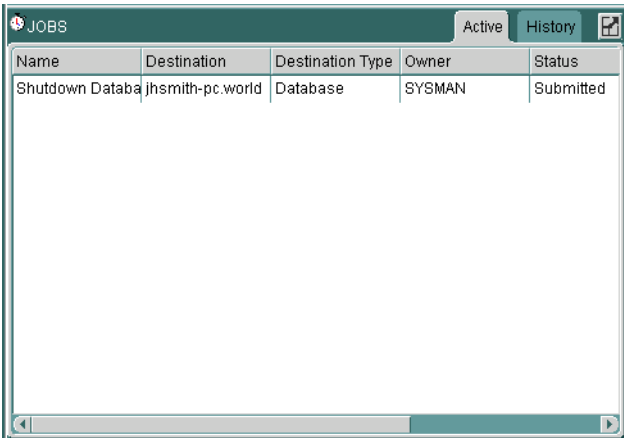 JOBS Active History
Name Destination Destination Type Owner Status
Shutdown Databa jhsmith-pc.world Database SYSMAN Submitted